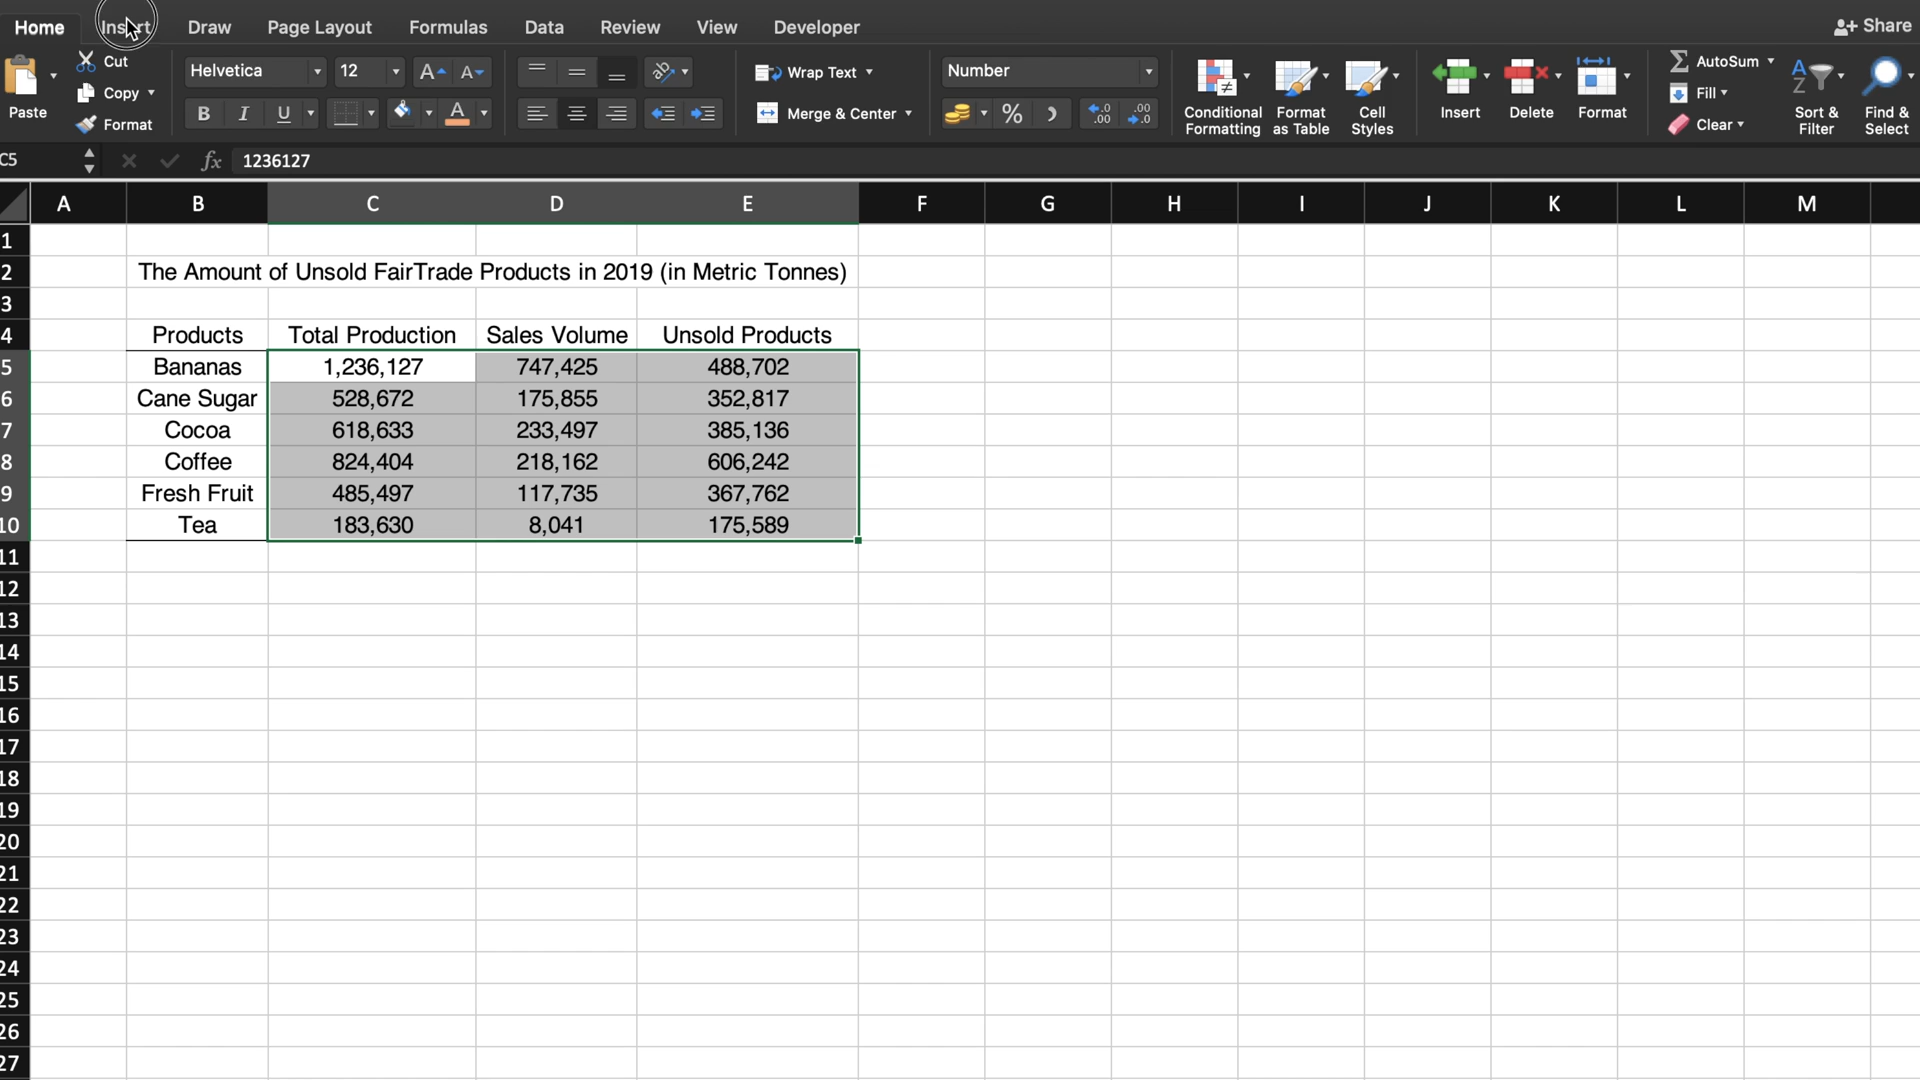 Home Insert Draw Page Layout Formulas Data Review View Developer Share
Paste Cut Copy Format Helvetica 12 A A B I U A Wrap Text Merge & Center Number % Conditional Formatting Format as Table Cell Styles Insert Delete Format AutoSum Fill Clear Sort & Filter Find & Select
C5 fx 1236127
A B C D E F G H I J K L M
1
2 The Amount of Unsold FairTrade Products in 2019 (in Metric Tonnes)
3
4 Products Total Production Sales Volume Unsold Products
5 Bananas 1,236,127 747,425 488,702
6 Cane Sugar 528,672 175,855 352,817
7 Cocoa 618,633 233,497 385,136
8 Coffee 824,404 218,162 606,242
9 Fresh Fruit 485,497 117,735 367,762
10 Tea 183,630 8,041 175,589
11
12
13
14
15
16
17
18
19
20
21
22
23
24
25
26
27